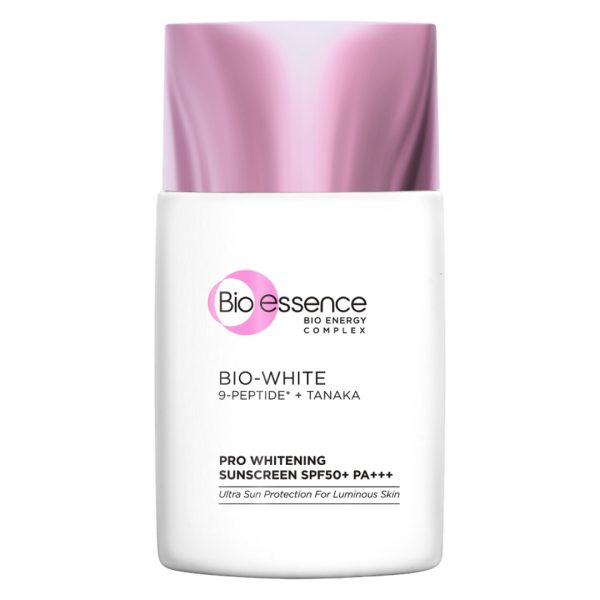 Bio essence
BIO ENERGY
COMPLEX
BIO-WHITE
9-PEPTIDE* + TANAKA
PRO WHITENING
SUNSCREEN SPF50+ PA+++
Ultra Sun Protection For Luminous Skin